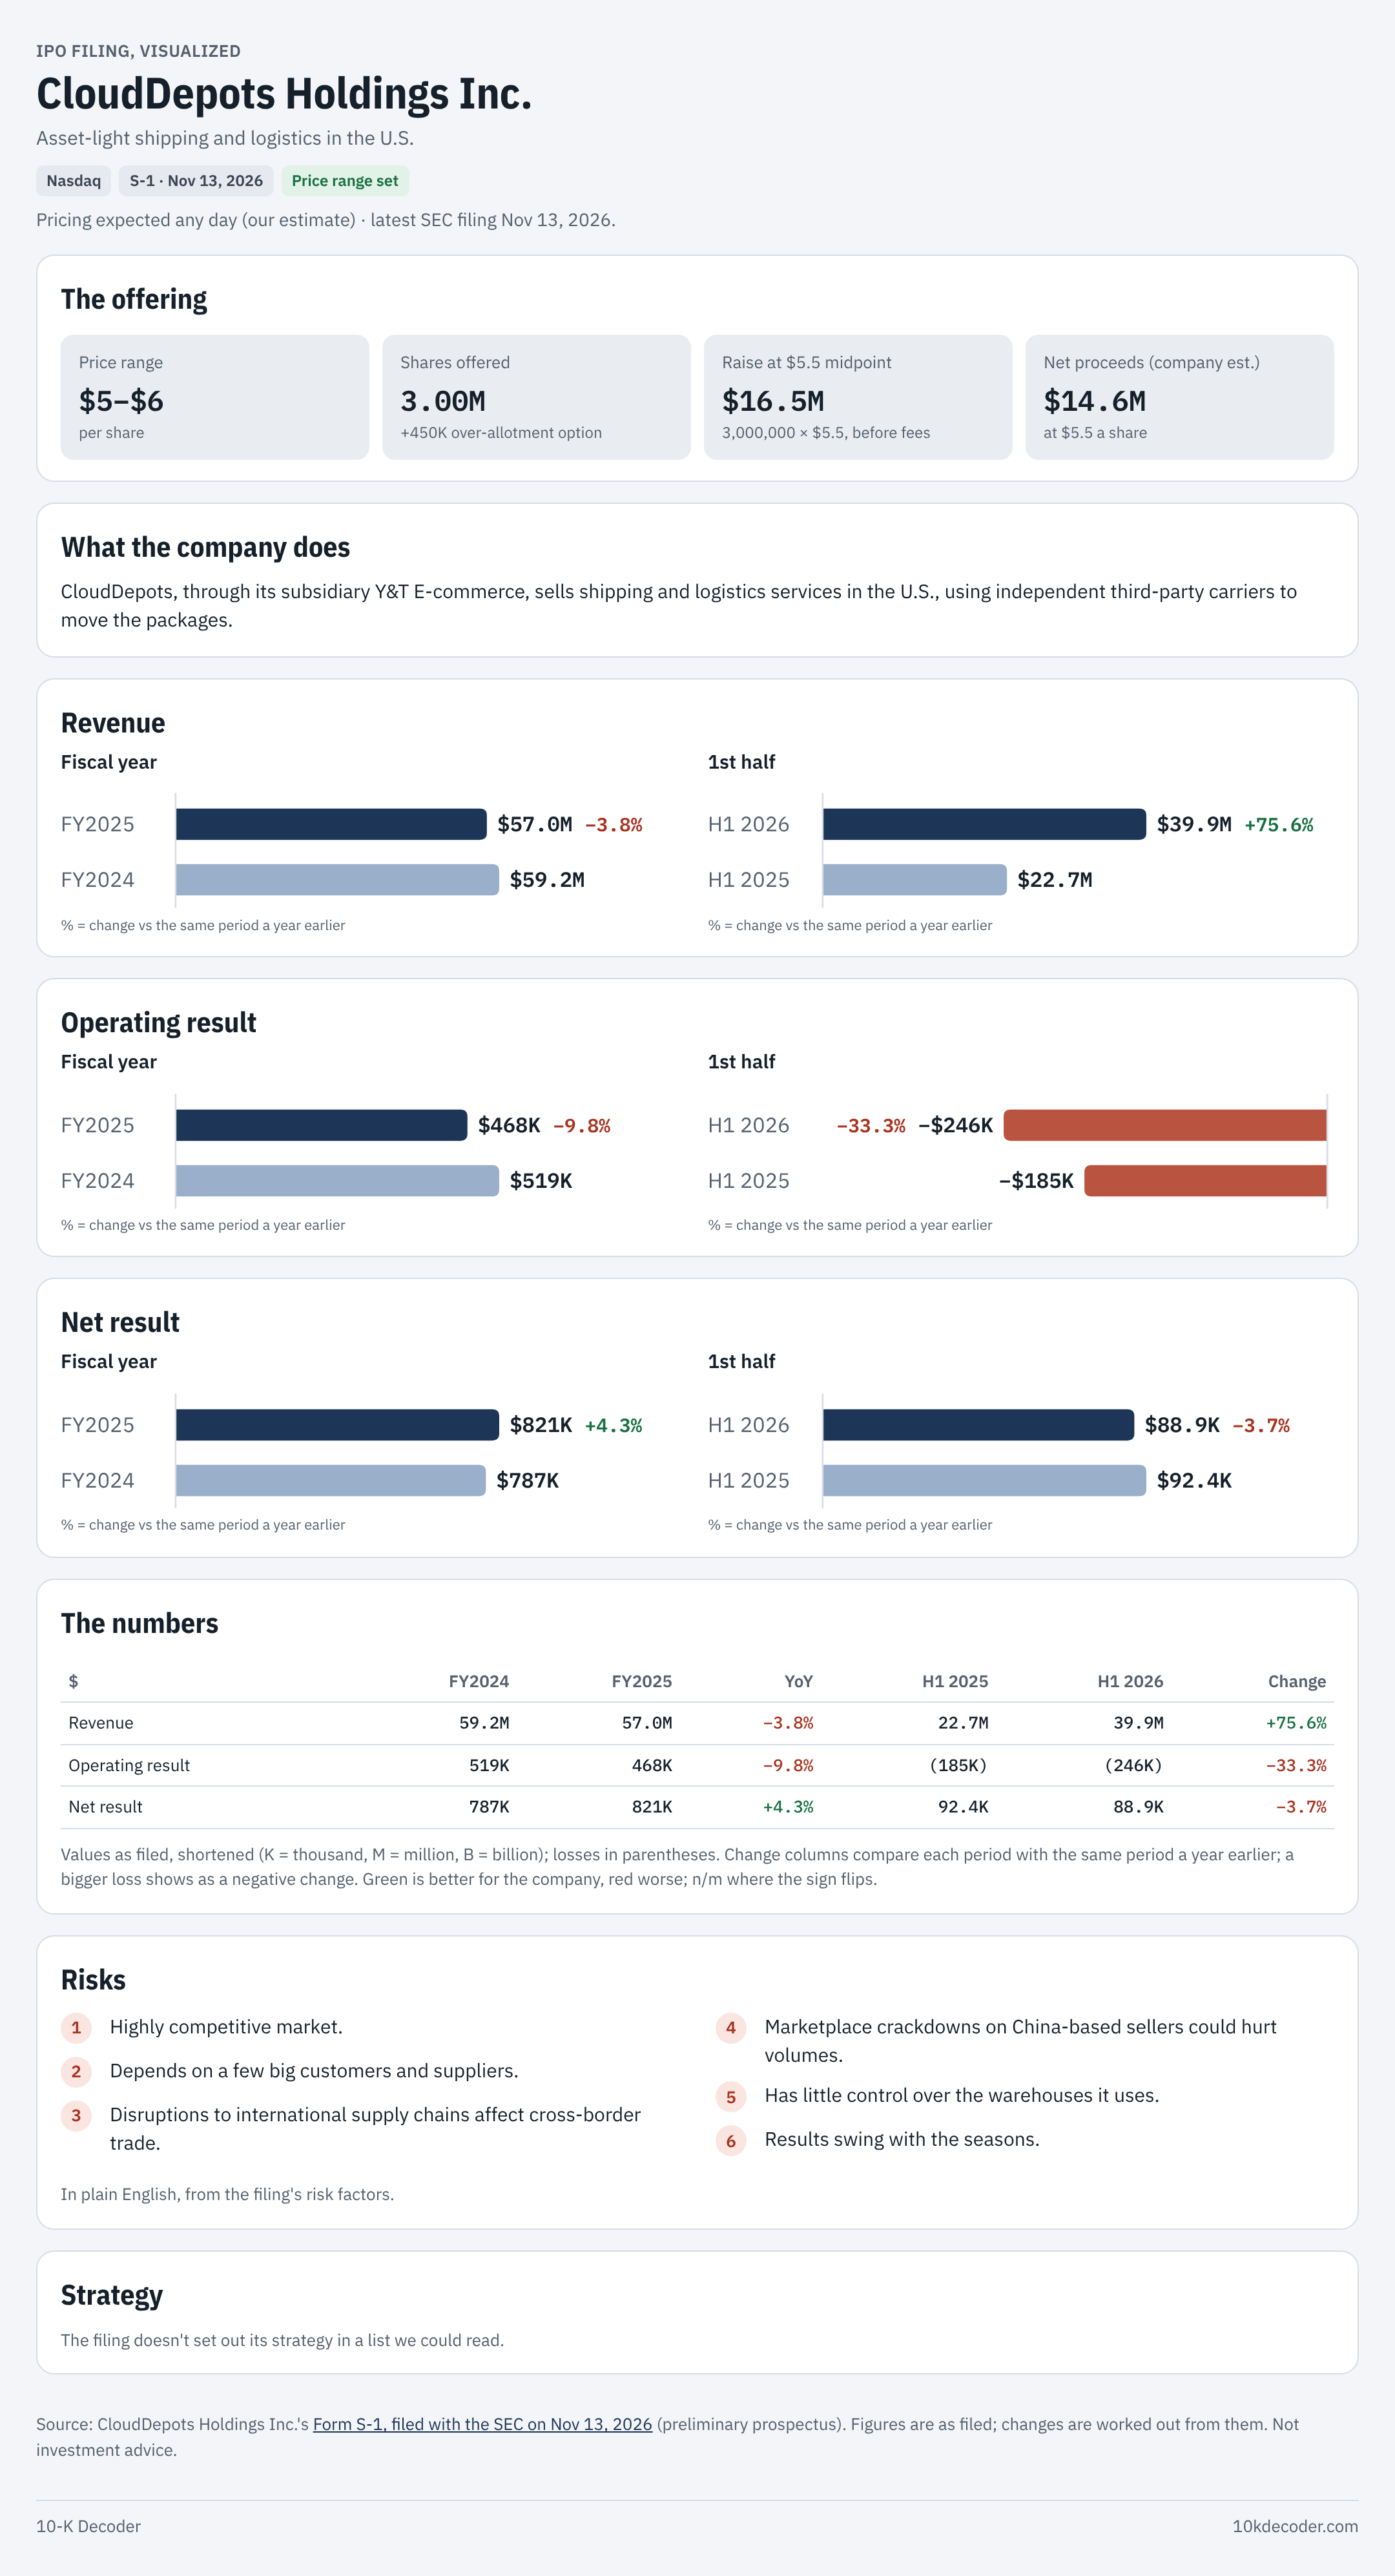 IPO FILING, VISUALIZED
CloudDepots Holdings Inc.
Asset-light shipping and logistics in the U.S.
Nasdaq S-1 · Nov 13, 2026 Price range set
Pricing expected any day (our estimate) · latest SEC filing Nov 13, 2026.
The offering
Price range
$5–$6
per share
Shares offered
3.00M
+450K over-allotment option
Raise at $5.5 midpoint
$16.5M
3,000,000 × $5.5, before fees
Net proceeds (company est.)
$14.6M
at $5.5 a share
What the company does
CloudDepots, through its subsidiary Y&T E-commerce, sells shipping and logistics services in the U.S., using independent third-party carriers to
move the packages.
Revenue
Fiscal year
FY2025 $57.0M −3.8%
FY2024 $59.2M
% = change vs the same period a year earlier
1st half
H1 2026 $39.9M +75.6%
H1 2025 $22.7M
% = change vs the same period a year earlier
Operating result
Fiscal year
FY2025 $468K −9.8%
FY2024 $519K
% = change vs the same period a year earlier
1st half
H1 2026 −33.3% −$246K
H1 2025 −$185K
% = change vs the same period a year earlier
Net result
Fiscal year
FY2025 $821K +4.3%
FY2024 $787K
% = change vs the same period a year earlier
1st half
H1 2026 $88.9K −3.7%
H1 2025 $92.4K
% = change vs the same period a year earlier
The numbers
$ FY2024 FY2025 YoY H1 2025 H1 2026 Change
Revenue 59.2M 57.0M −3.8% 22.7M 39.9M +75.6%
Operating result 519K 468K −9.8% (185K) (246K) −33.3%
Net result 787K 821K +4.3% 92.4K 88.9K −3.7%
Values as filed, shortened (K = thousand, M = million, B = billion); losses in parentheses. Change columns compare each period with the same period a year earlier; a
bigger loss shows as a negative change. Green is better for the company, red worse; n/m where the sign flips.
Risks
1 Highly competitive market.
2 Depends on a few big customers and suppliers.
3 Disruptions to international supply chains affect cross-border
trade.
4 Marketplace crackdowns on China-based sellers could hurt
volumes.
5 Has little control over the warehouses it uses.
6 Results swing with the seasons.
In plain English, from the filing's risk factors.
Strategy
The filing doesn't set out its strategy in a list we could read.
Source: CloudDepots Holdings Inc.'s Form S-1, filed with the SEC on Nov 13, 2026 (preliminary prospectus). Figures are as filed; changes are worked out from them. Not
investment advice.
10-K Decoder 10kdecoder.com